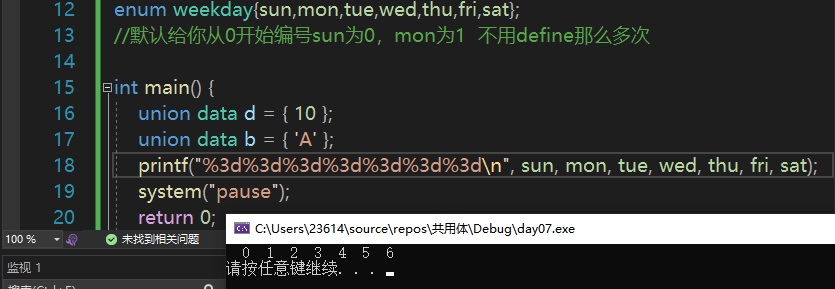 12 enum weekday{sun,mon,tue,wed,thu,fri,sat};
13 //默认给你从0开始编号sun为0，mon为1 不用define那么多次
14
15 int main() {
16 union data d = { 10 };
17 union data b = { 'A' };
18 printf("%3d%3d%3d%3d%3d%3d%3d\n", sun, mon, tue, wed, thu, fri, sat);
19 system("pause");
20 return 0;
C:\Users\23614\source\repos\共用体\Debug\day07.exe
100 % 未找到相关问题
0 1 2 3 4 5 6
请按任意键继续. . .
监视 1